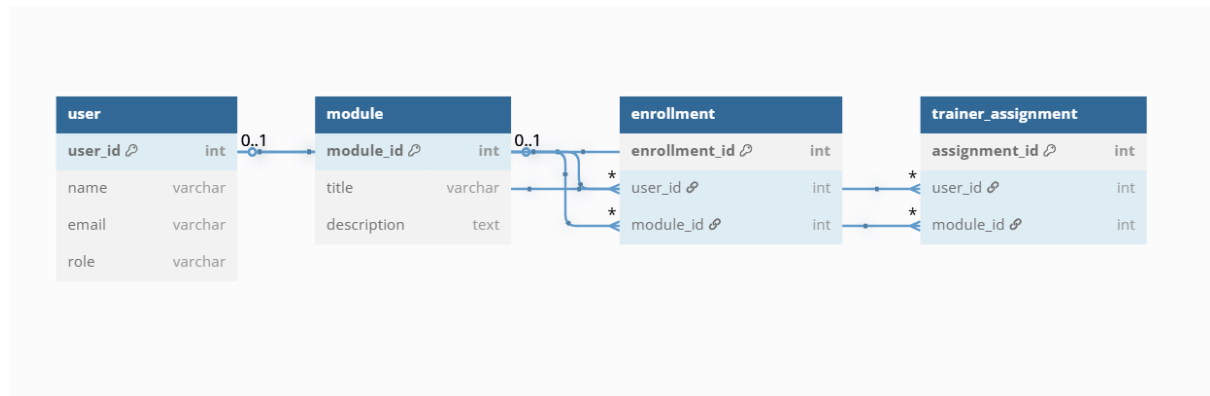 user
user_id int
name varchar
email varchar
role varchar
0..1
module
module_id int
title varchar
description text
0..1
*
*
enrollment
enrollment_id int
user_id int
module_id int
*
*
trainer_assignment
assignment_id int
user_id int
module_id int